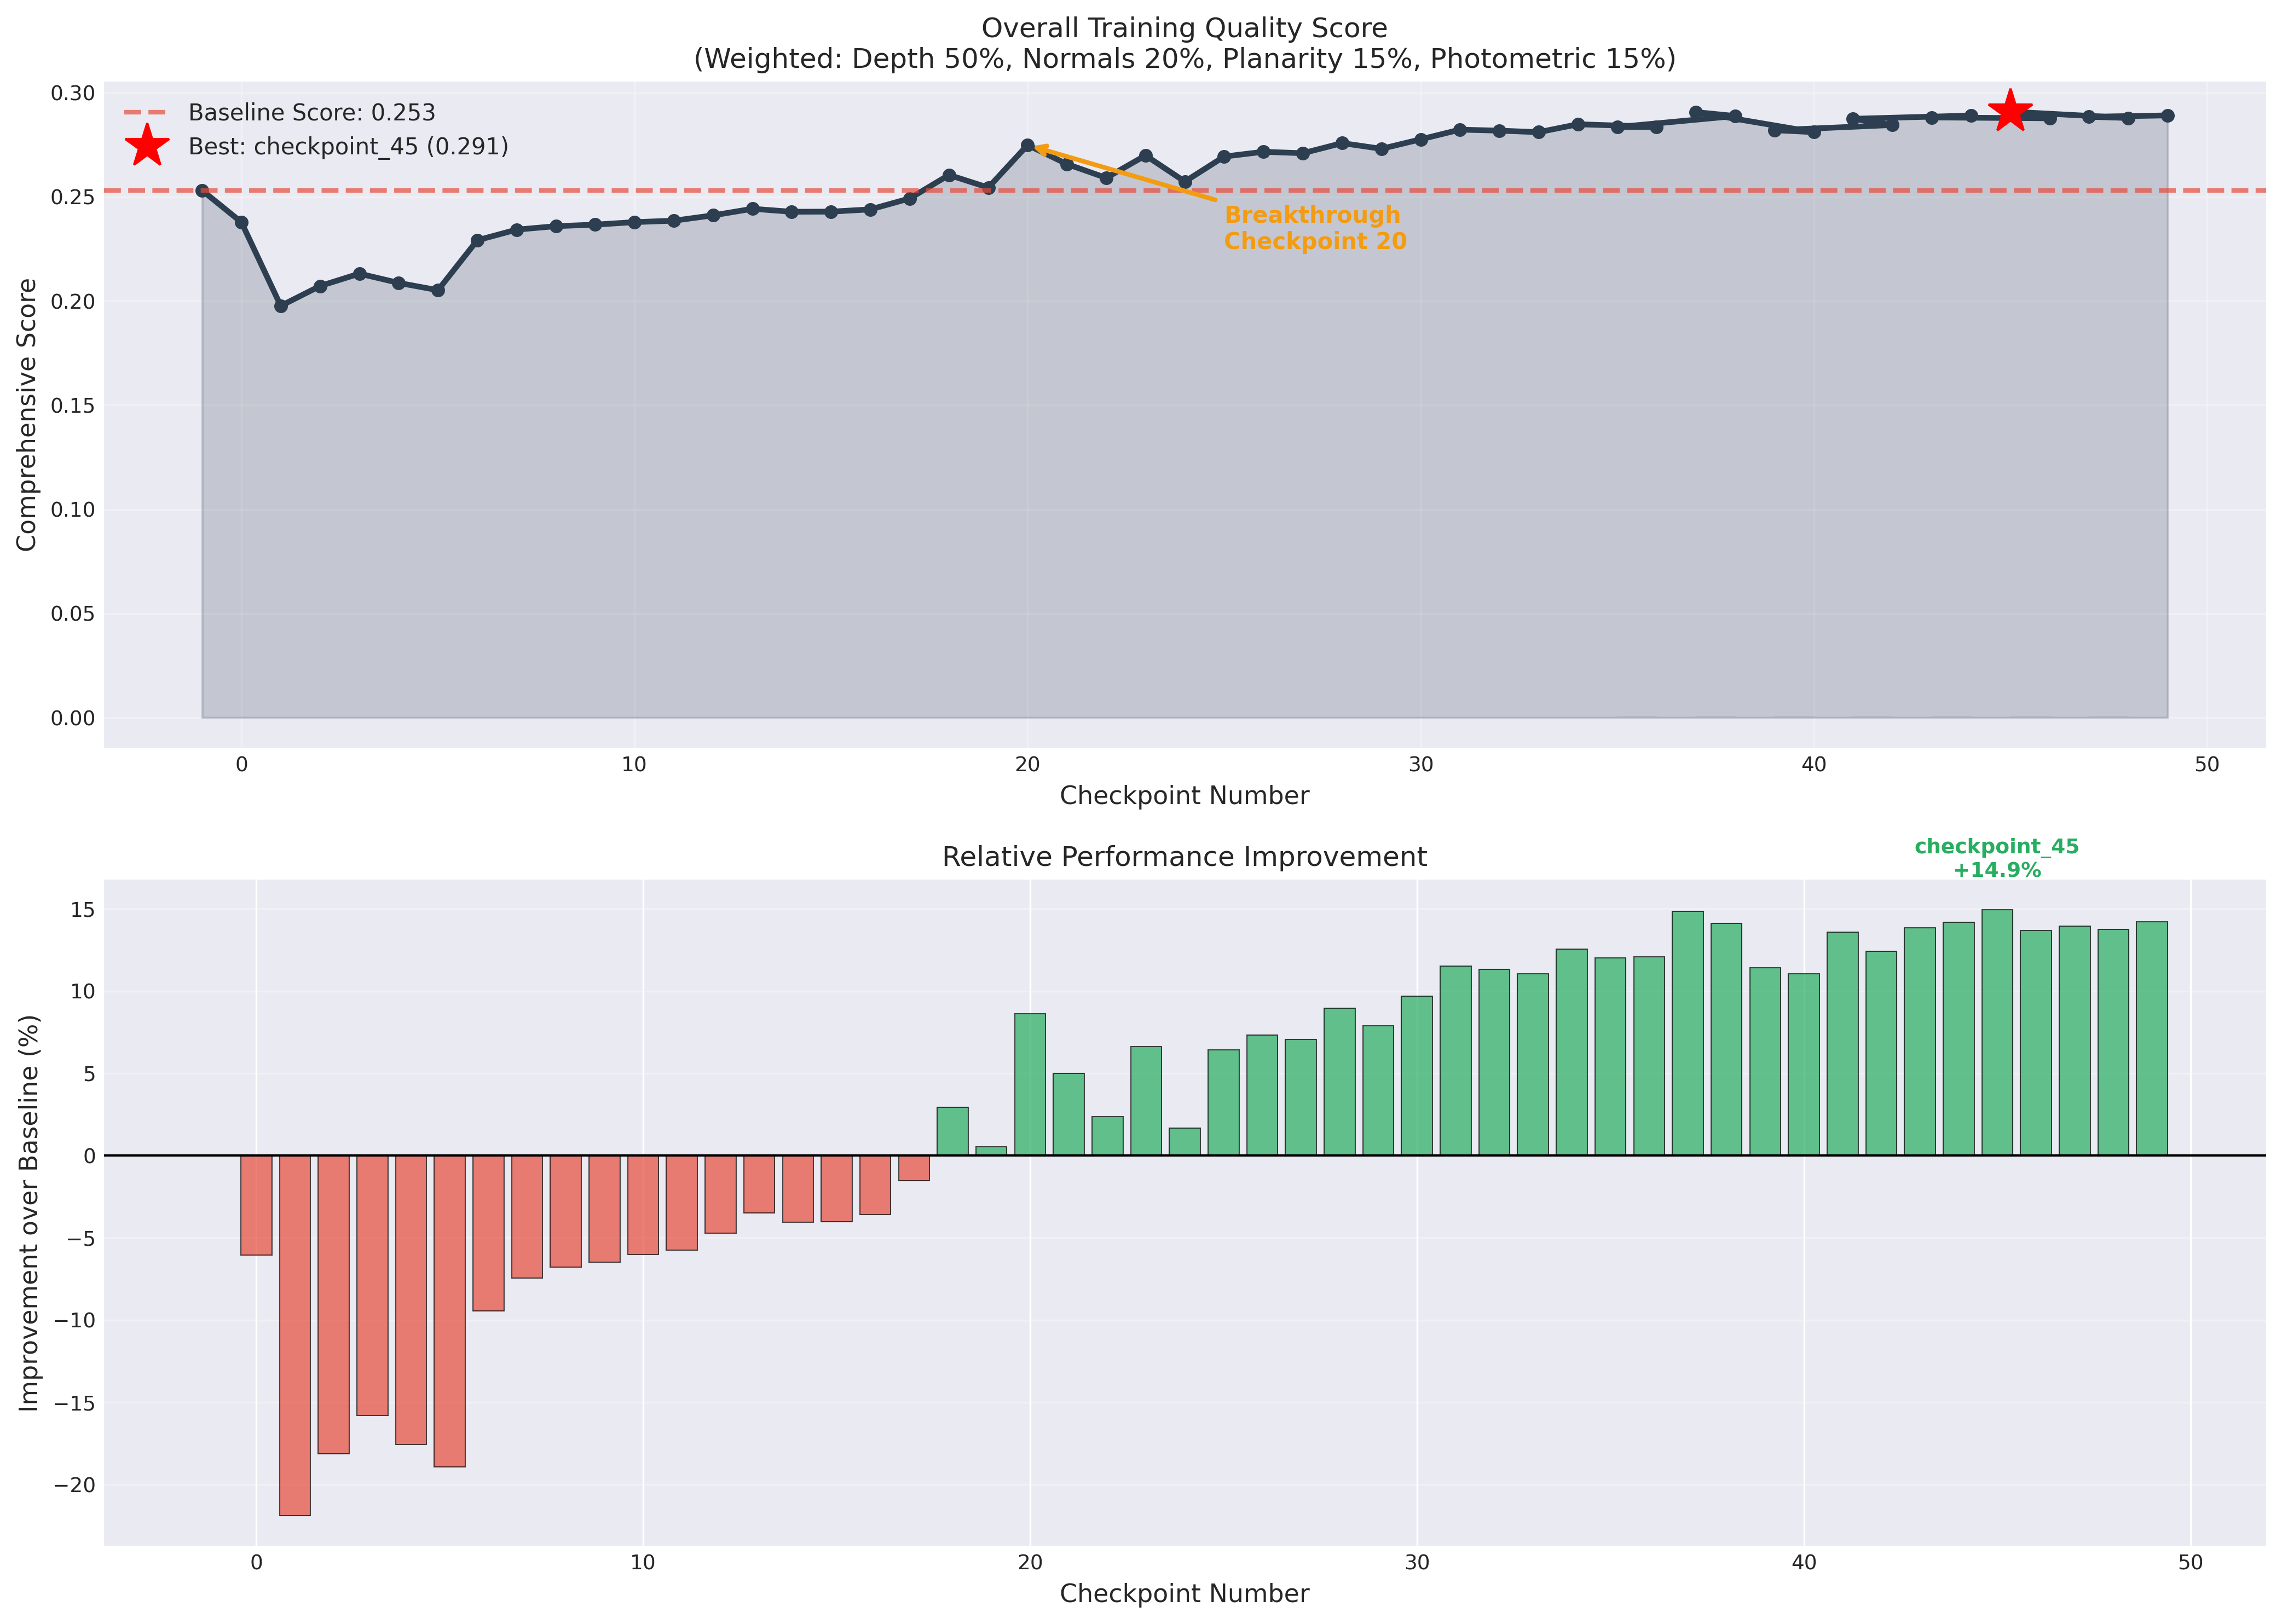 Overall Training Quality Score
(Weighted: Depth 50%, Normals 20%, Planarity 15%, Photometric 15%)
Comprehensive Score
0.30
0.25
0.20
0.15
0.10
0.05
0.00
Baseline Score: 0.253
Best: checkpoint_45 (0.291)
Breakthrough
Checkpoint 20
0
10
20
30
40
50
Checkpoint Number
Relative Performance Improvement
checkpoint_45
+14.9%
Improvement over Baseline (%)
15
10
5
0
−5
−10
−15
−20
0
10
20
30
40
50
Checkpoint Number